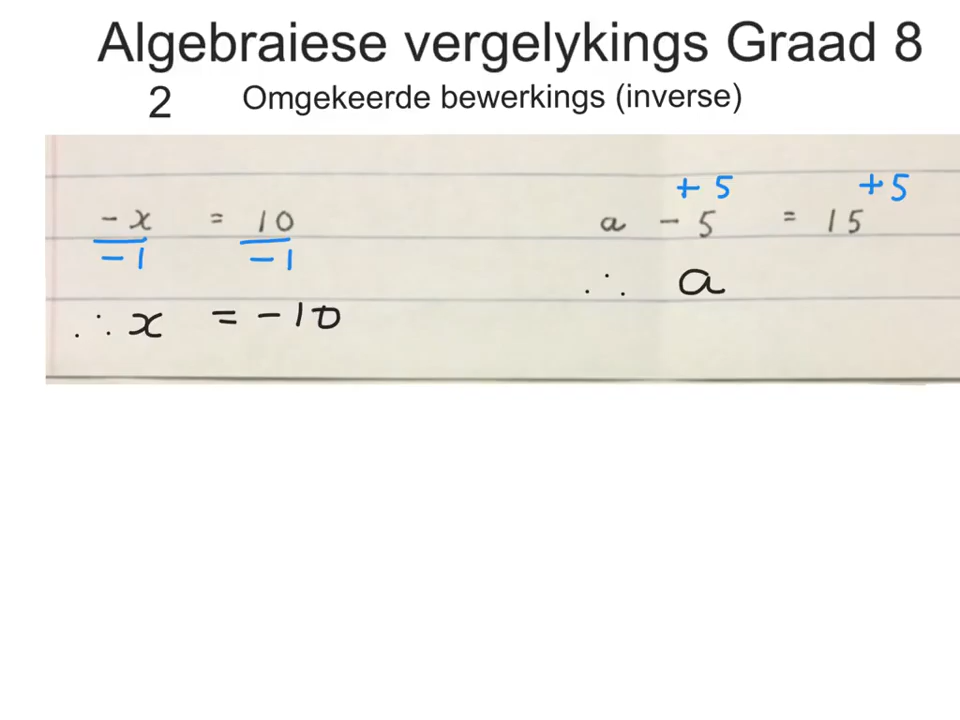 Algebraiese vergelykings Graad 8
2 Omgekeerde bewerkings (inverse)
+ 5 +5
- x = 10 a - 5 = 15
-1 -1
∴ a
∴ x = -10